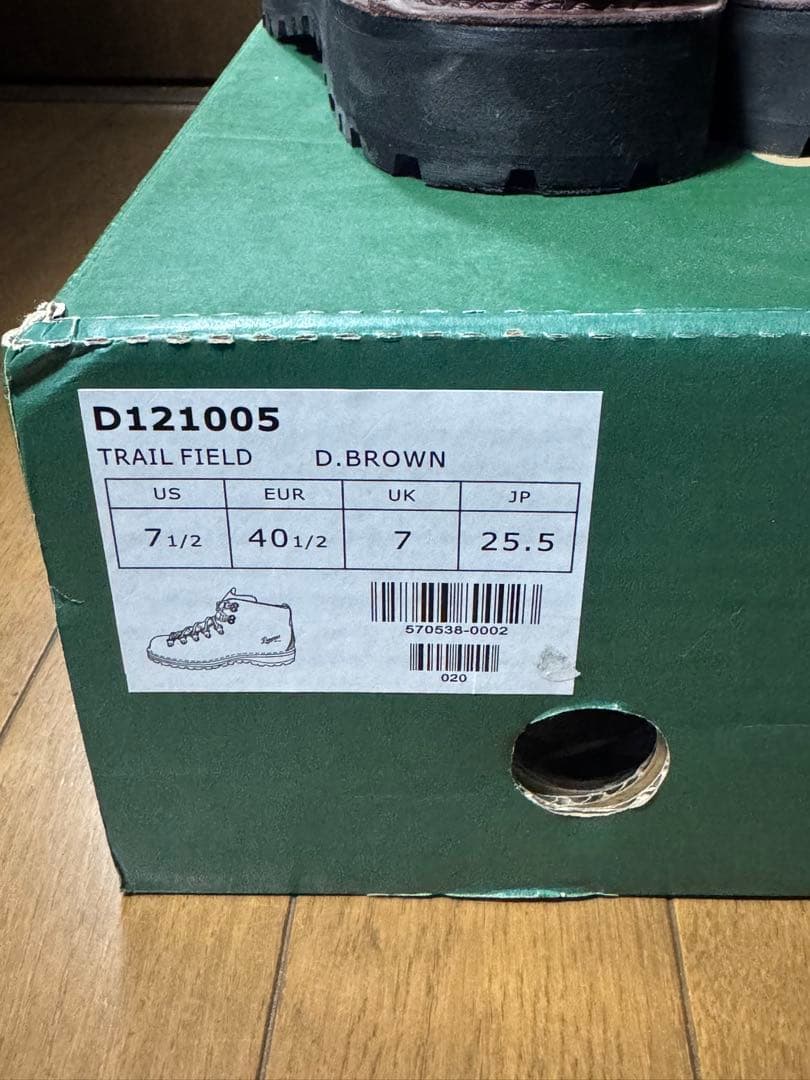 D121005
TRAIL FIELD D.BROWN
US EUR UK JP
7 1/2 40 1/2 7 25.5
Danner
570538-0002
020